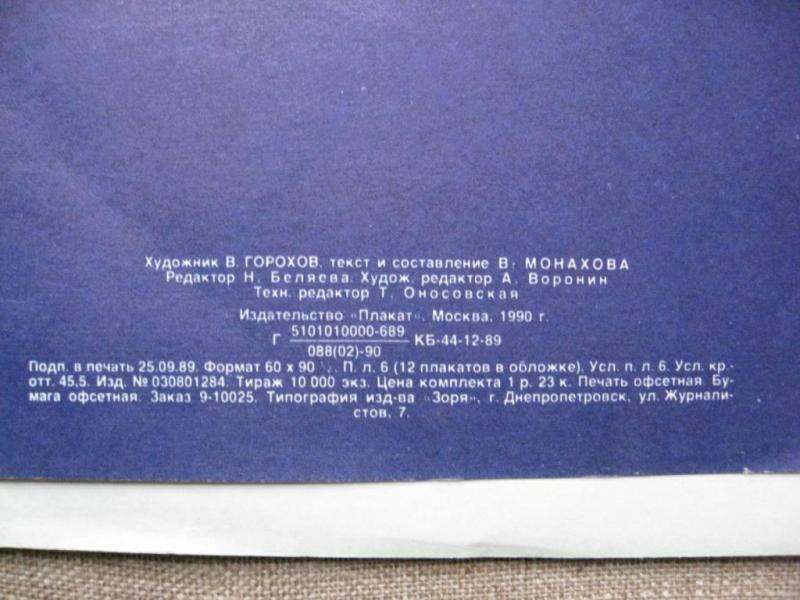 Художник В. ГОРОХОВ, текст и составление В. МОНАХОВА
Редактор Н. Беляева. Худож. редактор А. Воронин
Техн. редактор Т. Оносовская
Издательство «Плакат». Москва, 1990 г.
Г 5101010000-689 КБ-44-12-89
088(02)-90
Подп. в печать 25.09.89. Формат 60 х 90 П. л. 6 (12 плакатов в обложке). Усл. п. л. 6. Усл. кр.-
отт. 45,5. Изд. № 030801284. Тираж 10 000 экз. Цена комплекта 1 р. 23 к. Печать офсетная. Бу-
мага офсетная. Заказ 9-10025. Типография изд-ва «Зоря», г. Днепропетровск, ул. Журнали-
стов, 7.